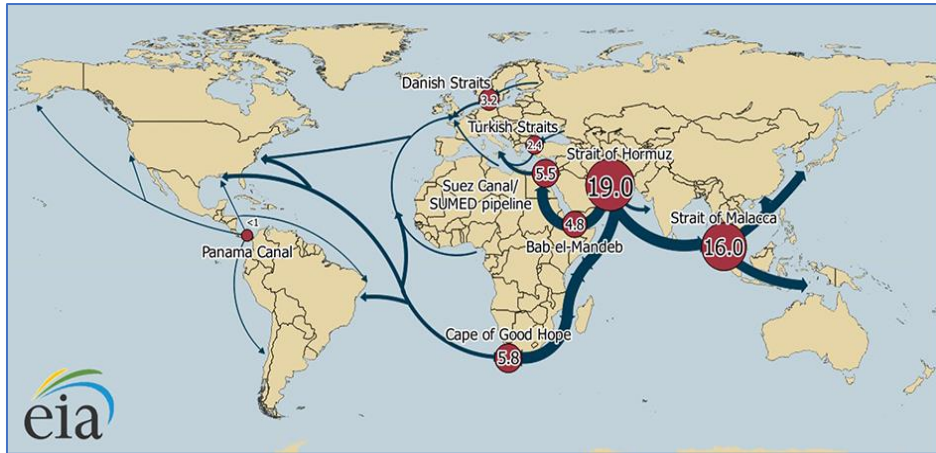 Danish Straits
3.2
Turkish Straits
2.4
Strait of Hormuz
19.0
5.5
Suez Canal/
SUMED pipeline
4.8
Bab el-Mandeb
Strait of Malacca
16.0
<1
Panama Canal
Cape of Good Hope
5.8
eia